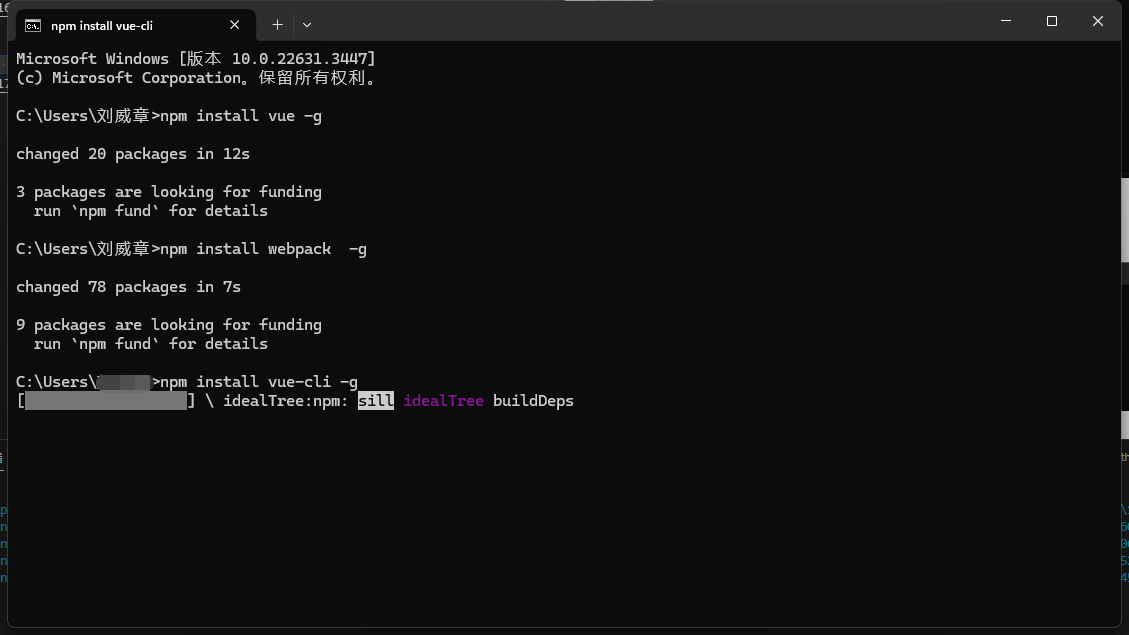 npm install vue-cli
Microsoft Windows [版本 10.0.22631.3447]
(c) Microsoft Corporation。保留所有权利。
C:\Users\刘威章>npm install vue -g
changed 20 packages in 12s
3 packages are looking for funding
run `npm fund` for details
C:\Users\刘威章>npm install webpack  -g
changed 78 packages in 7s
9 packages are looking for funding
run `npm fund` for details
C:\Users\>npm install vue-cli -g
[] \ idealTree:npm: sill idealTree buildDeps